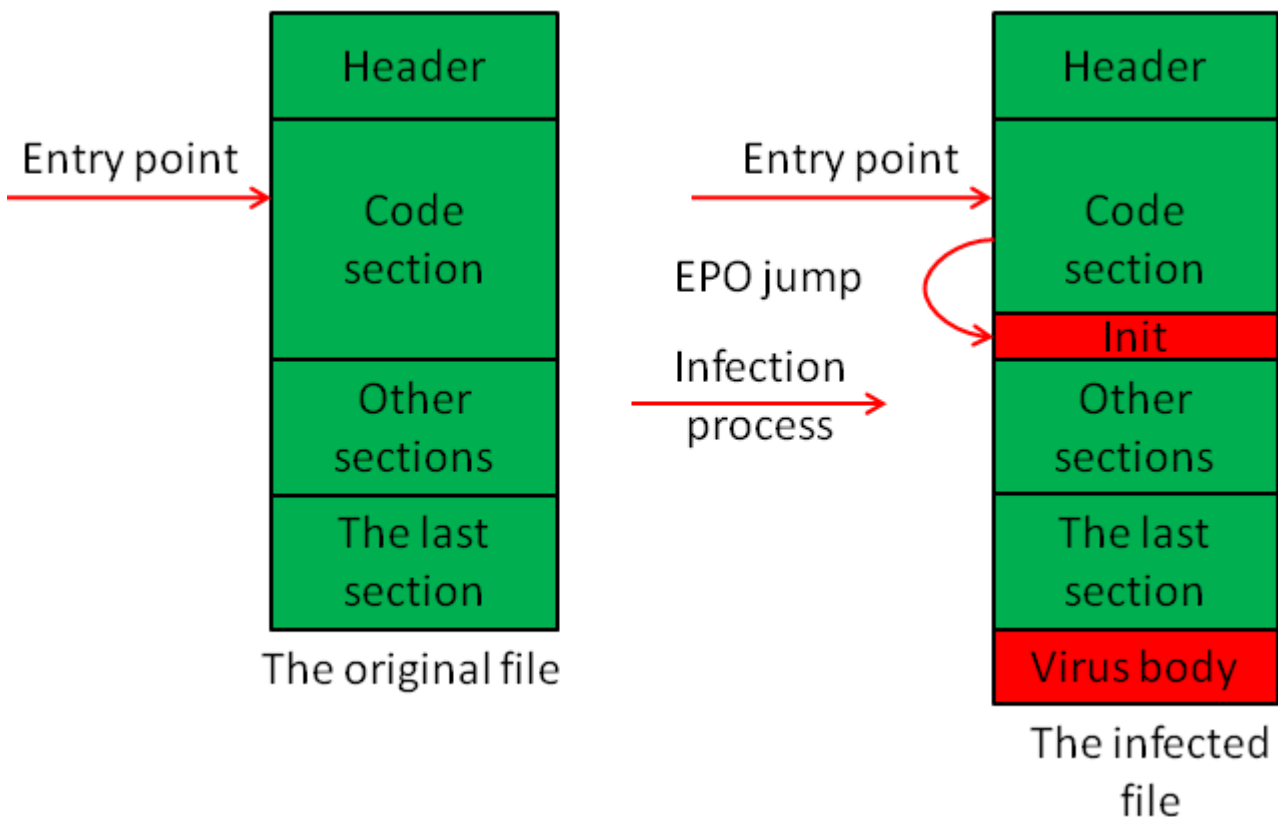 Header
Entry point
Code
section
Other
sections
The last
section
The original file
Header
Entry point
Code
section
EPO jump
Init
Infection
process
Other
sections
The last
section
Virus body
The infected
file